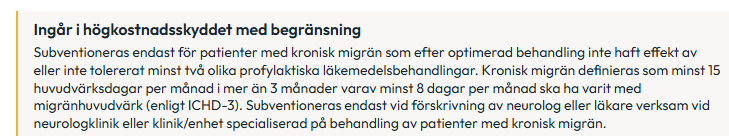 Ingår i högkostnadsskyddet med begränsning
Subventioneras endast för patienter med kronisk migrän som efter optimerad behandling inte haft effekt av
eller inte tolererat minst två olika profylaktiska läkemedelsbehandlingar. Kronisk migrän definieras som minst 15
huvudvärksdagar per månad i mer än 3 månader varav minst 8 dagar per månad ska ha varit med
migränhuvudvärk (enligt ICHD-3). Subventioneras endast vid förskrivning av neurolog eller läkare verksam vid
neurologklinik eller klinik/enhet specialiserad på behandling av patienter med kronisk migrän.